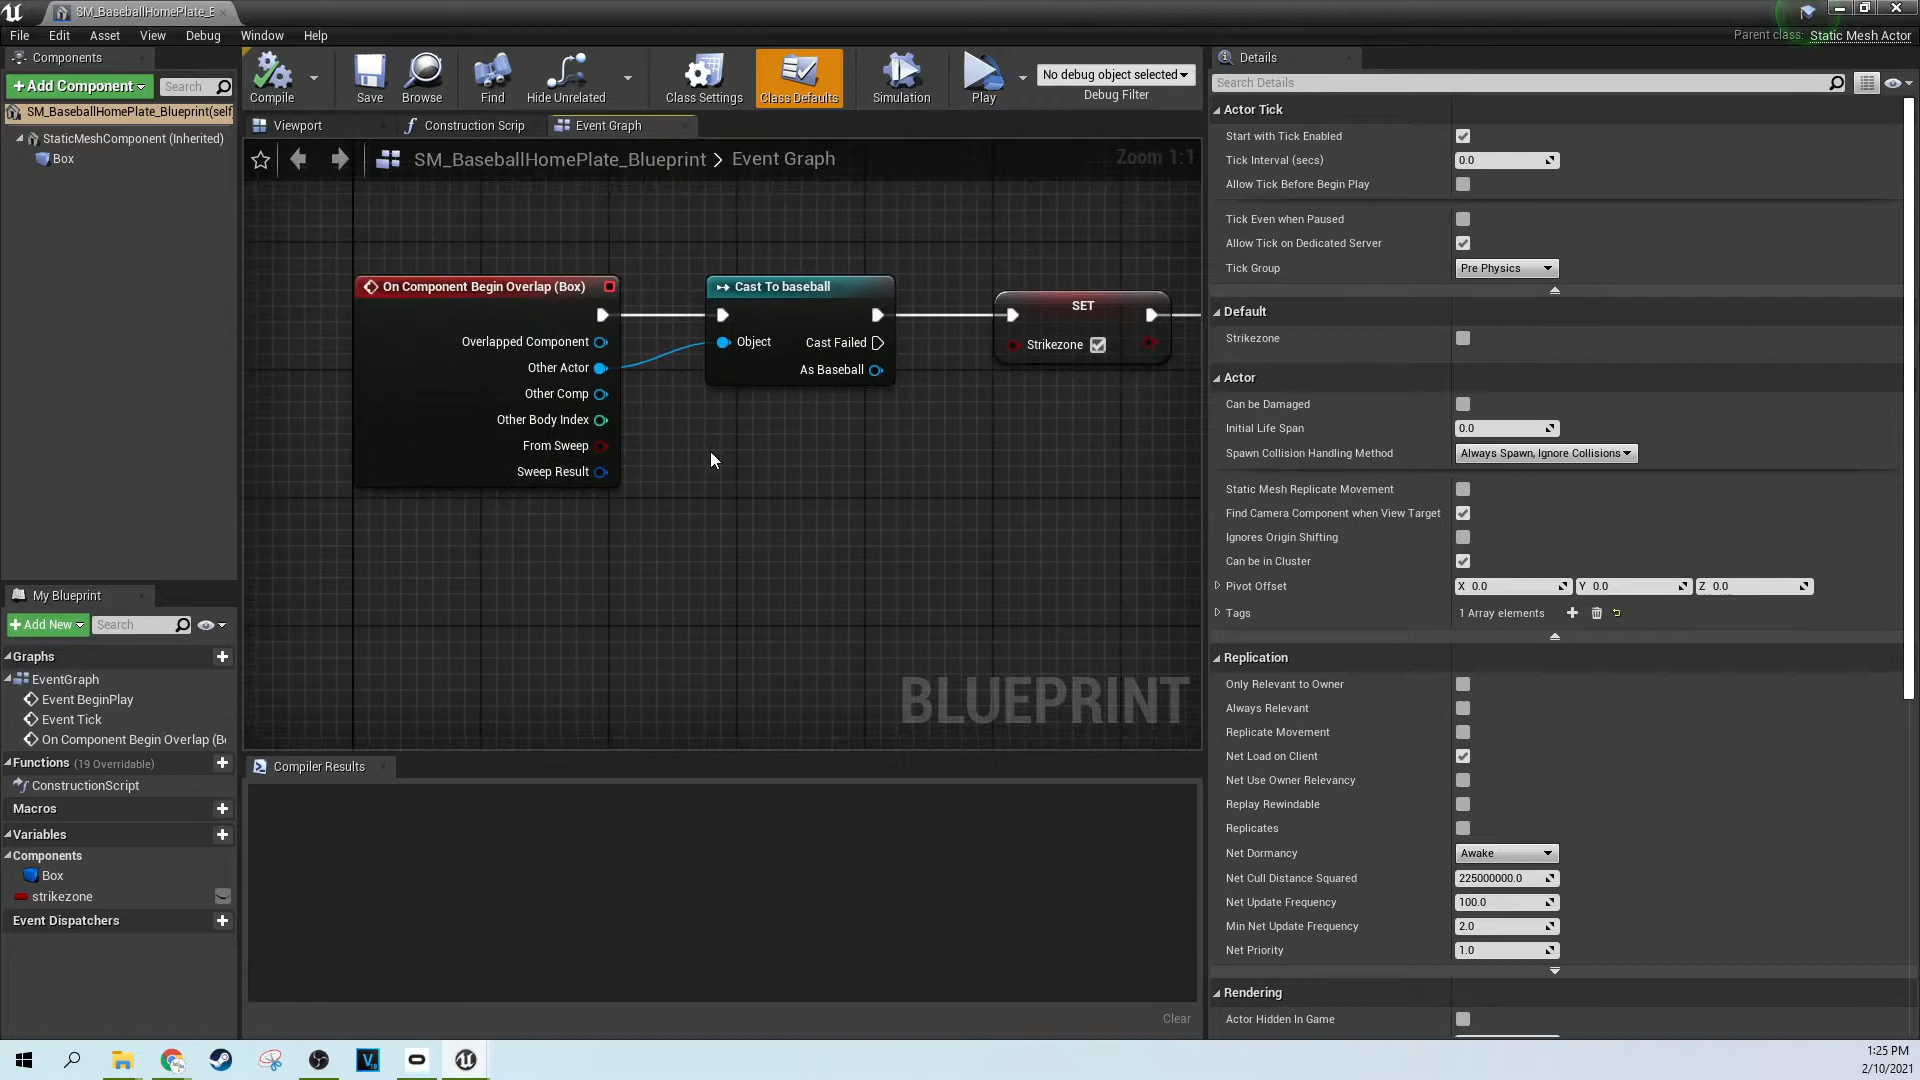 SM_BaseballHomePlate_E
File Edit Asset View Debug Window Help
Parent class: Static Mesh Actor
Components
+Add Component
Search
SM_BaseballHomePlate_Blueprint(self
StaticMeshComponent (Inherited)
Box
Compile
Save
Browse
Find
Hide Unrelated
Class Settings
Class Defaults
Simulation
Play
No debug object selected
Debug Filter
Viewport
Construction Scrip
Event Graph
SM_BaseballHomePlate_Blueprint > Event Graph
Zoom 1:1
On Component Begin Overlap (Box)
Overlapped Component
Other Actor
Other Comp
Other Body Index
From Sweep
Sweep Result
Cast To baseball
Object
Cast Failed
As Baseball
SET
Strikezone
BLUEPRINT
My Blueprint
+Add New
Search
Graphs
EventGraph
Event BeginPlay
Event Tick
On Component Begin Overlap (B
Functions (19 Overridable)
ConstructionScript
Macros
Variables
Components
Box
strikezone
Event Dispatchers
Compiler Results
Clear
Details
Search Details
Actor Tick
Start with Tick Enabled
Tick Interval (secs) 0.0
Allow Tick Before Begin Play
Tick Even when Paused
Allow Tick on Dedicated Server
Tick Group Pre Physics
Default
Strikezone
Actor
Can be Damaged
Initial Life Span 0.0
Spawn Collision Handling Method Always Spawn, Ignore Collisions
Static Mesh Replicate Movement
Find Camera Component when View Target
Ignores Origin Shifting
Can be in Cluster
Pivot Offset X 0.0 Y 0.0 Z 0.0
Tags 1 Array elements
Replication
Only Relevant to Owner
Always Relevant
Replicate Movement
Net Load on Client
Net Use Owner Relevancy
Replay Rewindable
Replicates
Net Dormancy Awake
Net Cull Distance Squared 225000000.0
Net Update Frequency 100.0
Min Net Update Frequency 2.0
Net Priority 1.0
Rendering
Actor Hidden In Game
1:25 PM
2/10/2021